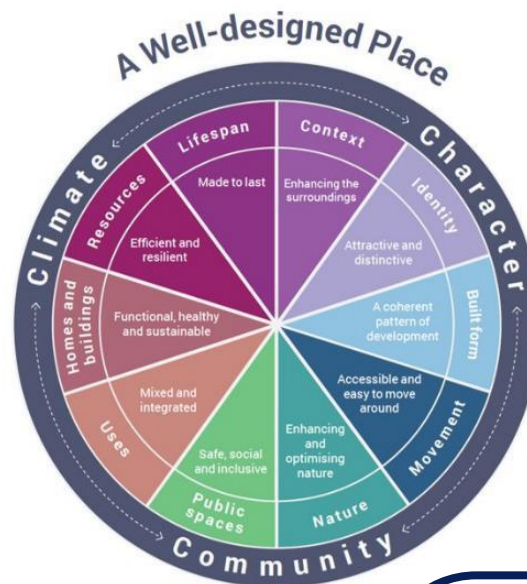 A Well-designed Place
Climate
Character
Community
Context
Enhancing the
surroundings
Identity
Attractive and
distinctive
Built form
A coherent
pattern of
development
Movement
Accessible and
easy to move
around
Nature
Enhancing
and
optimising
nature
Public
spaces
Safe, social
and inclusive
Uses
Mixed and
integrated
Homes and
buildings
Functional, healthy
and sustainable
Resources
Efficient and
resilient
Lifespan
Made to last